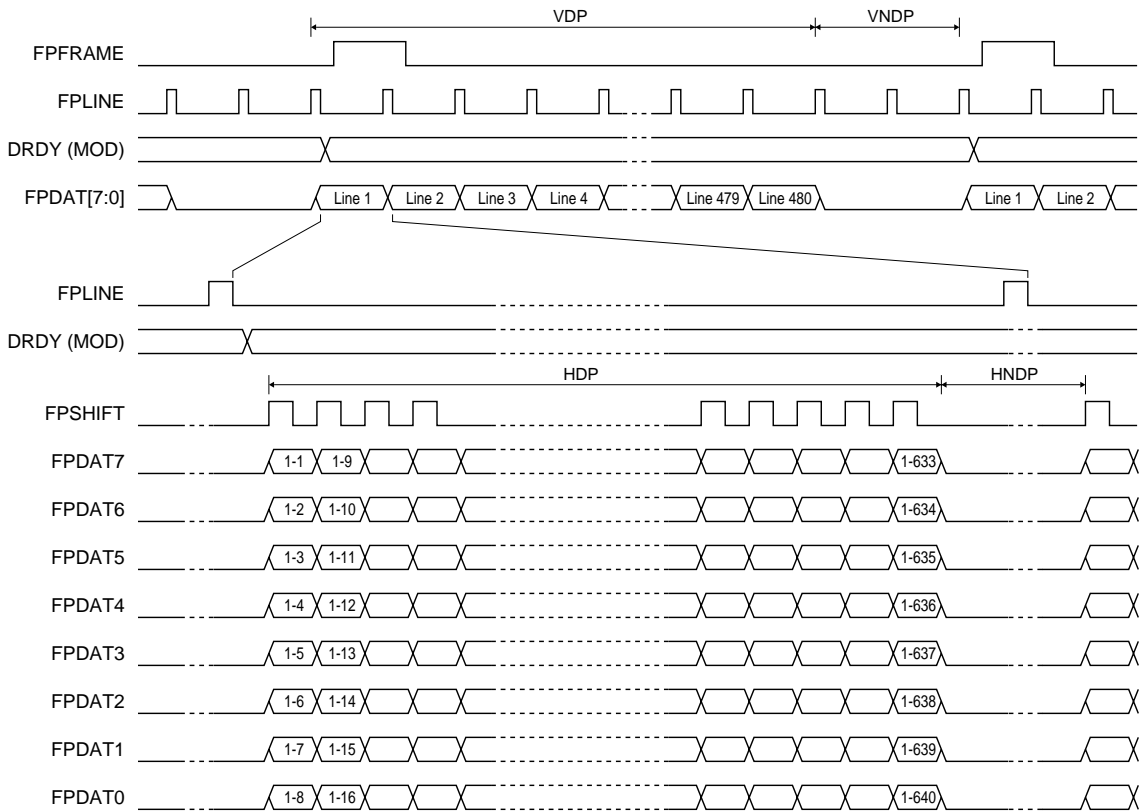 VDP VNDP
FPFRAME
FPLINE
DRDY (MOD)
FPDAT[7:0] Line 1 Line 2 Line 3 Line 4 Line 479 Line 480 Line 1 Line 2
FPLINE
DRDY (MOD)
HDP HNDP
FPSHIFT
FPDAT7 1-1 1-9 1-633
FPDAT6 1-2 1-10 1-634
FPDAT5 1-3 1-11 1-635
FPDAT4 1-4 1-12 1-636
FPDAT3 1-5 1-13 1-637
FPDAT2 1-6 1-14 1-638
FPDAT1 1-7 1-15 1-639
FPDAT0 1-8 1-16 1-640